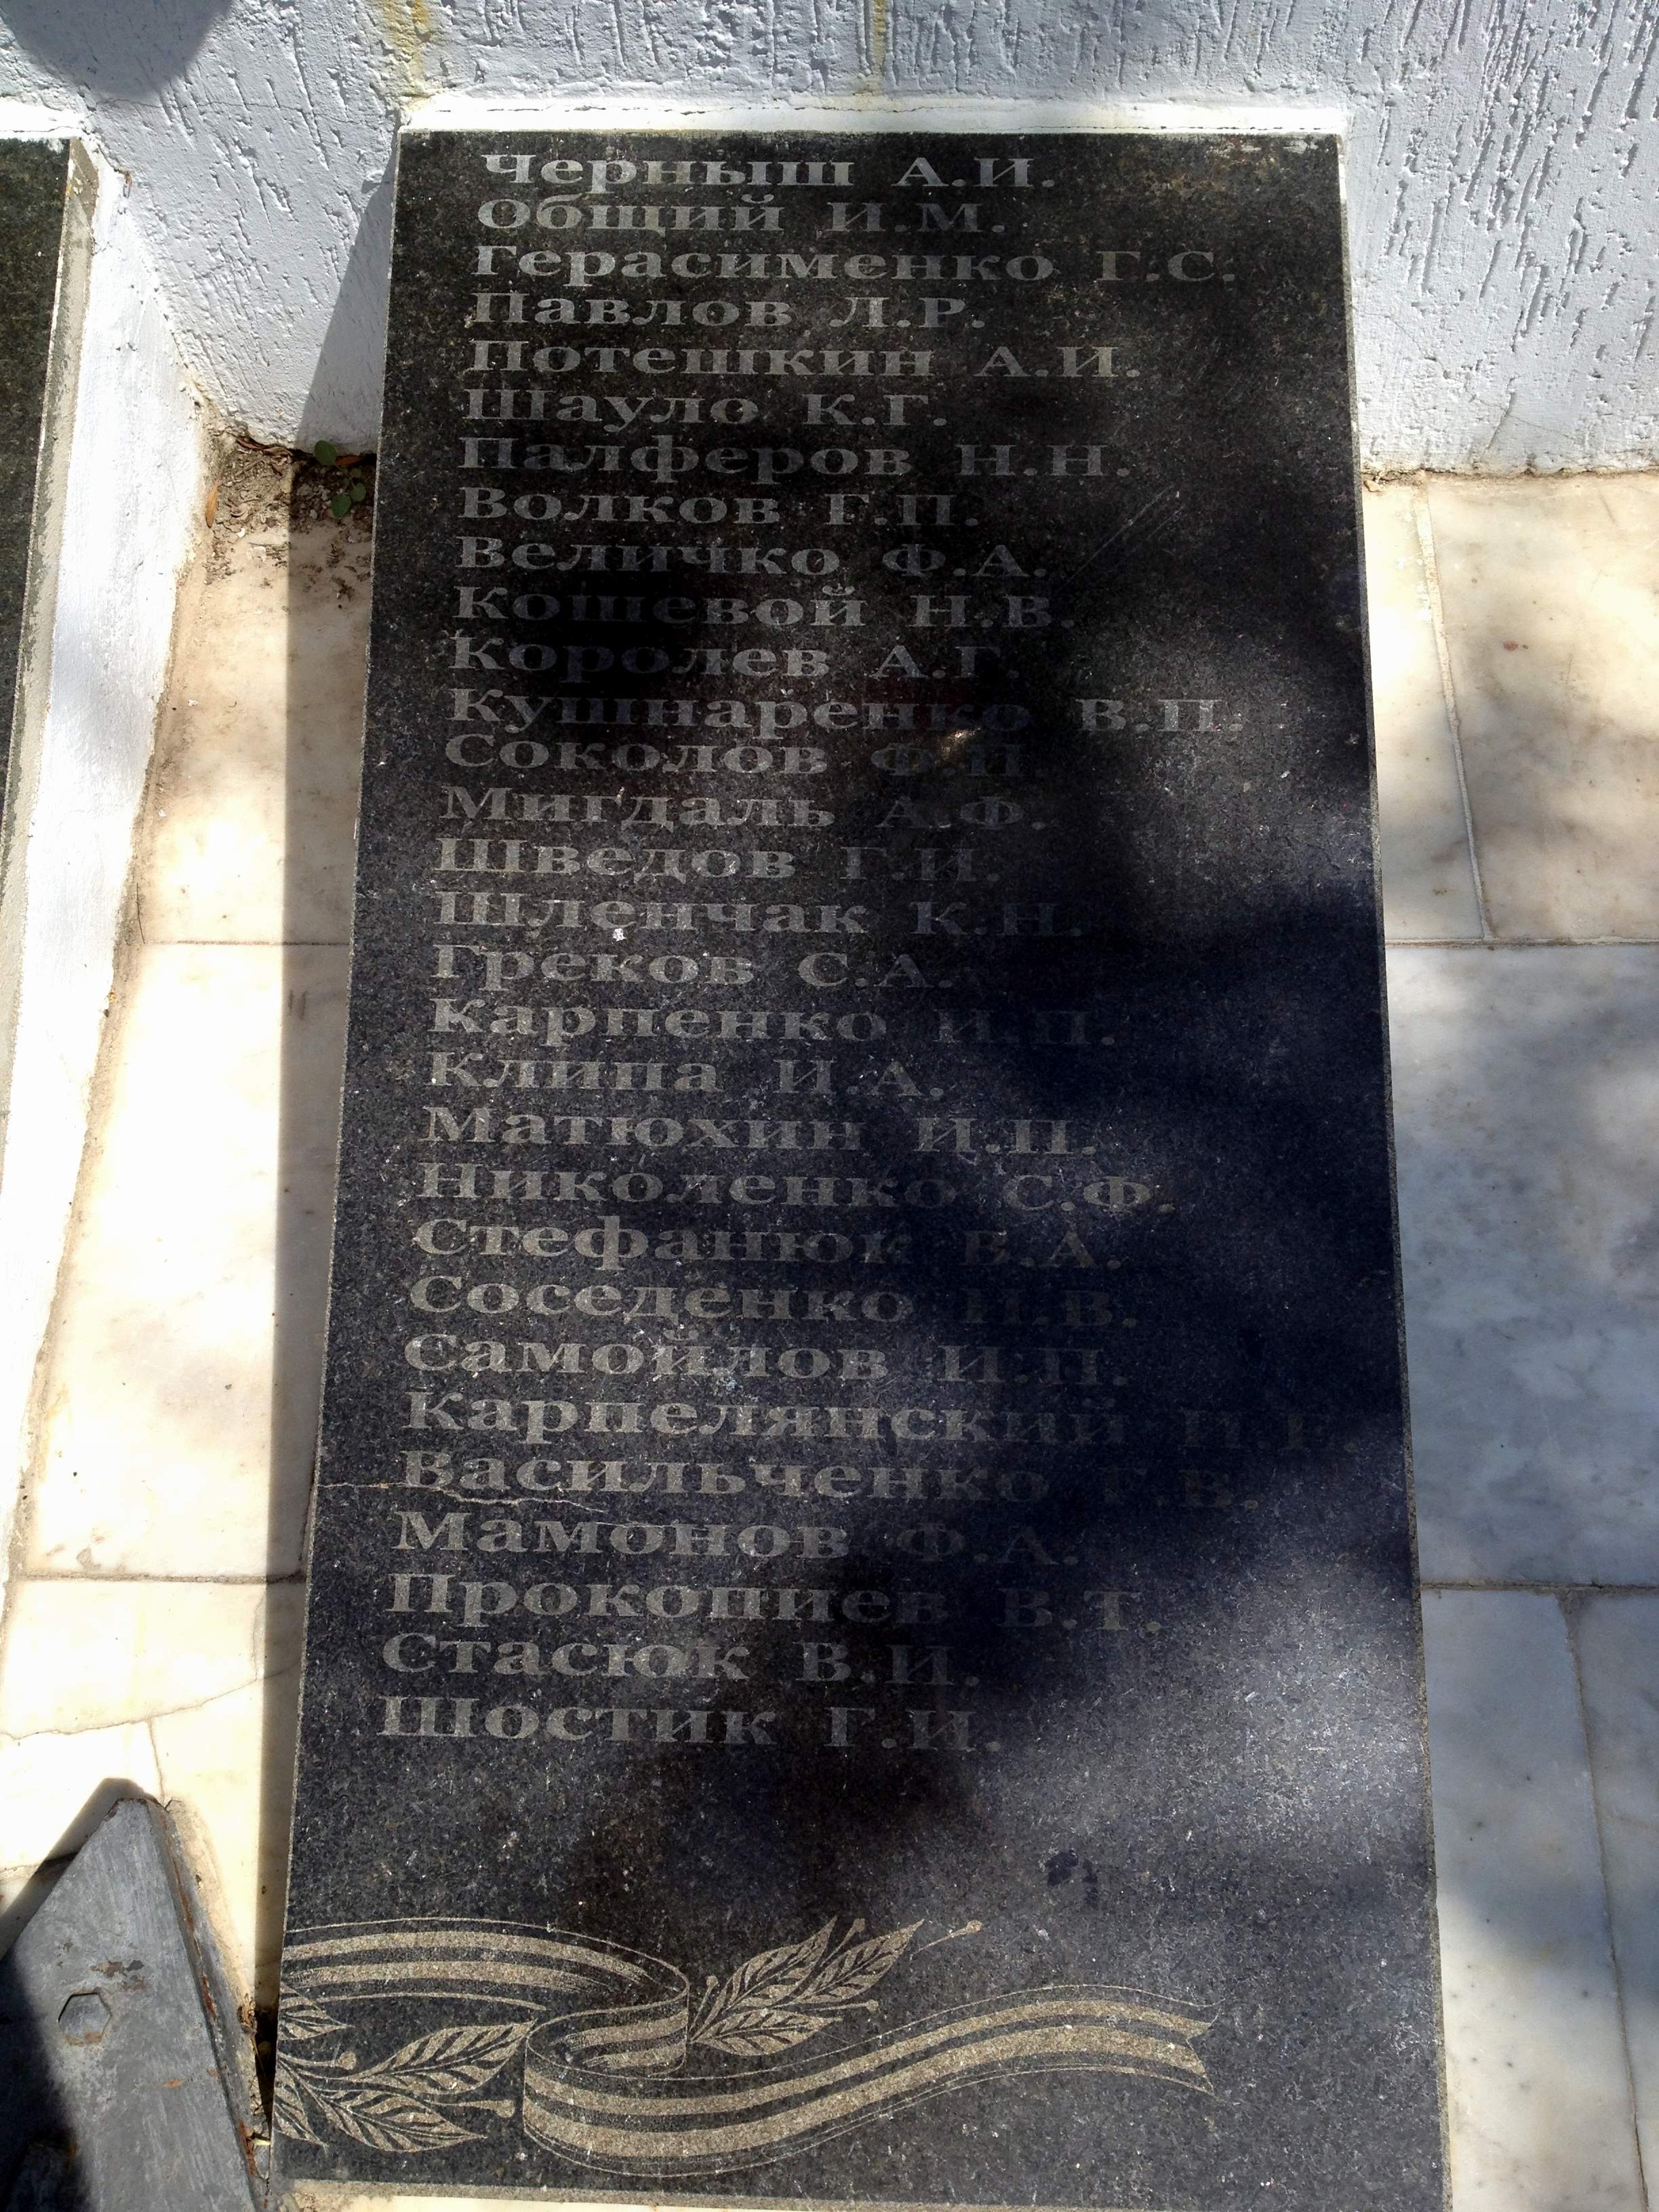 Черныш А.И.
Общий И.М.
Герасименко Г.С.
Павлов Л.Р.
Потешкин А.И.
Шауло К.Г.
Палферов Н.Н.
Волков Г.П.
Величко Ф.А.
Кошевой Н.В.
Королев А.Г.
Кушнаренко В.П.
Соколов Ф.И.
Мигдаль А.Ф.
Шведов Г.И.
Шленчак К.Н.
Греков С.А.
Карпенко И.П.
Клипа И.А.
Матюхин И.П.
Николенко С.Ф.
Стефанюк В.А.
Соседенко И.В.
Самойлов И.П.
Карпелянский И.Е.
Васильченко Г.В.
Мамонов Ф.А.
Прокопиев В.Т.
Стасюк В.И.
Шостик Г.И.